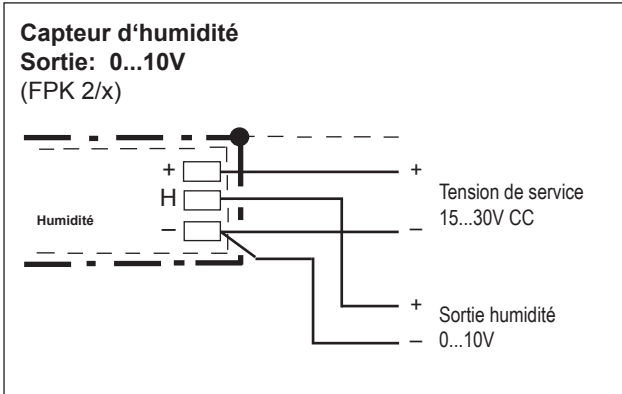 Capteur d‘humidité
Sortie: 0...10V
(FPK 2/x)
+
+
H
Tension de service
15...30V CC
Humidité
–
–
+
Sortie humidité
–
0...10V